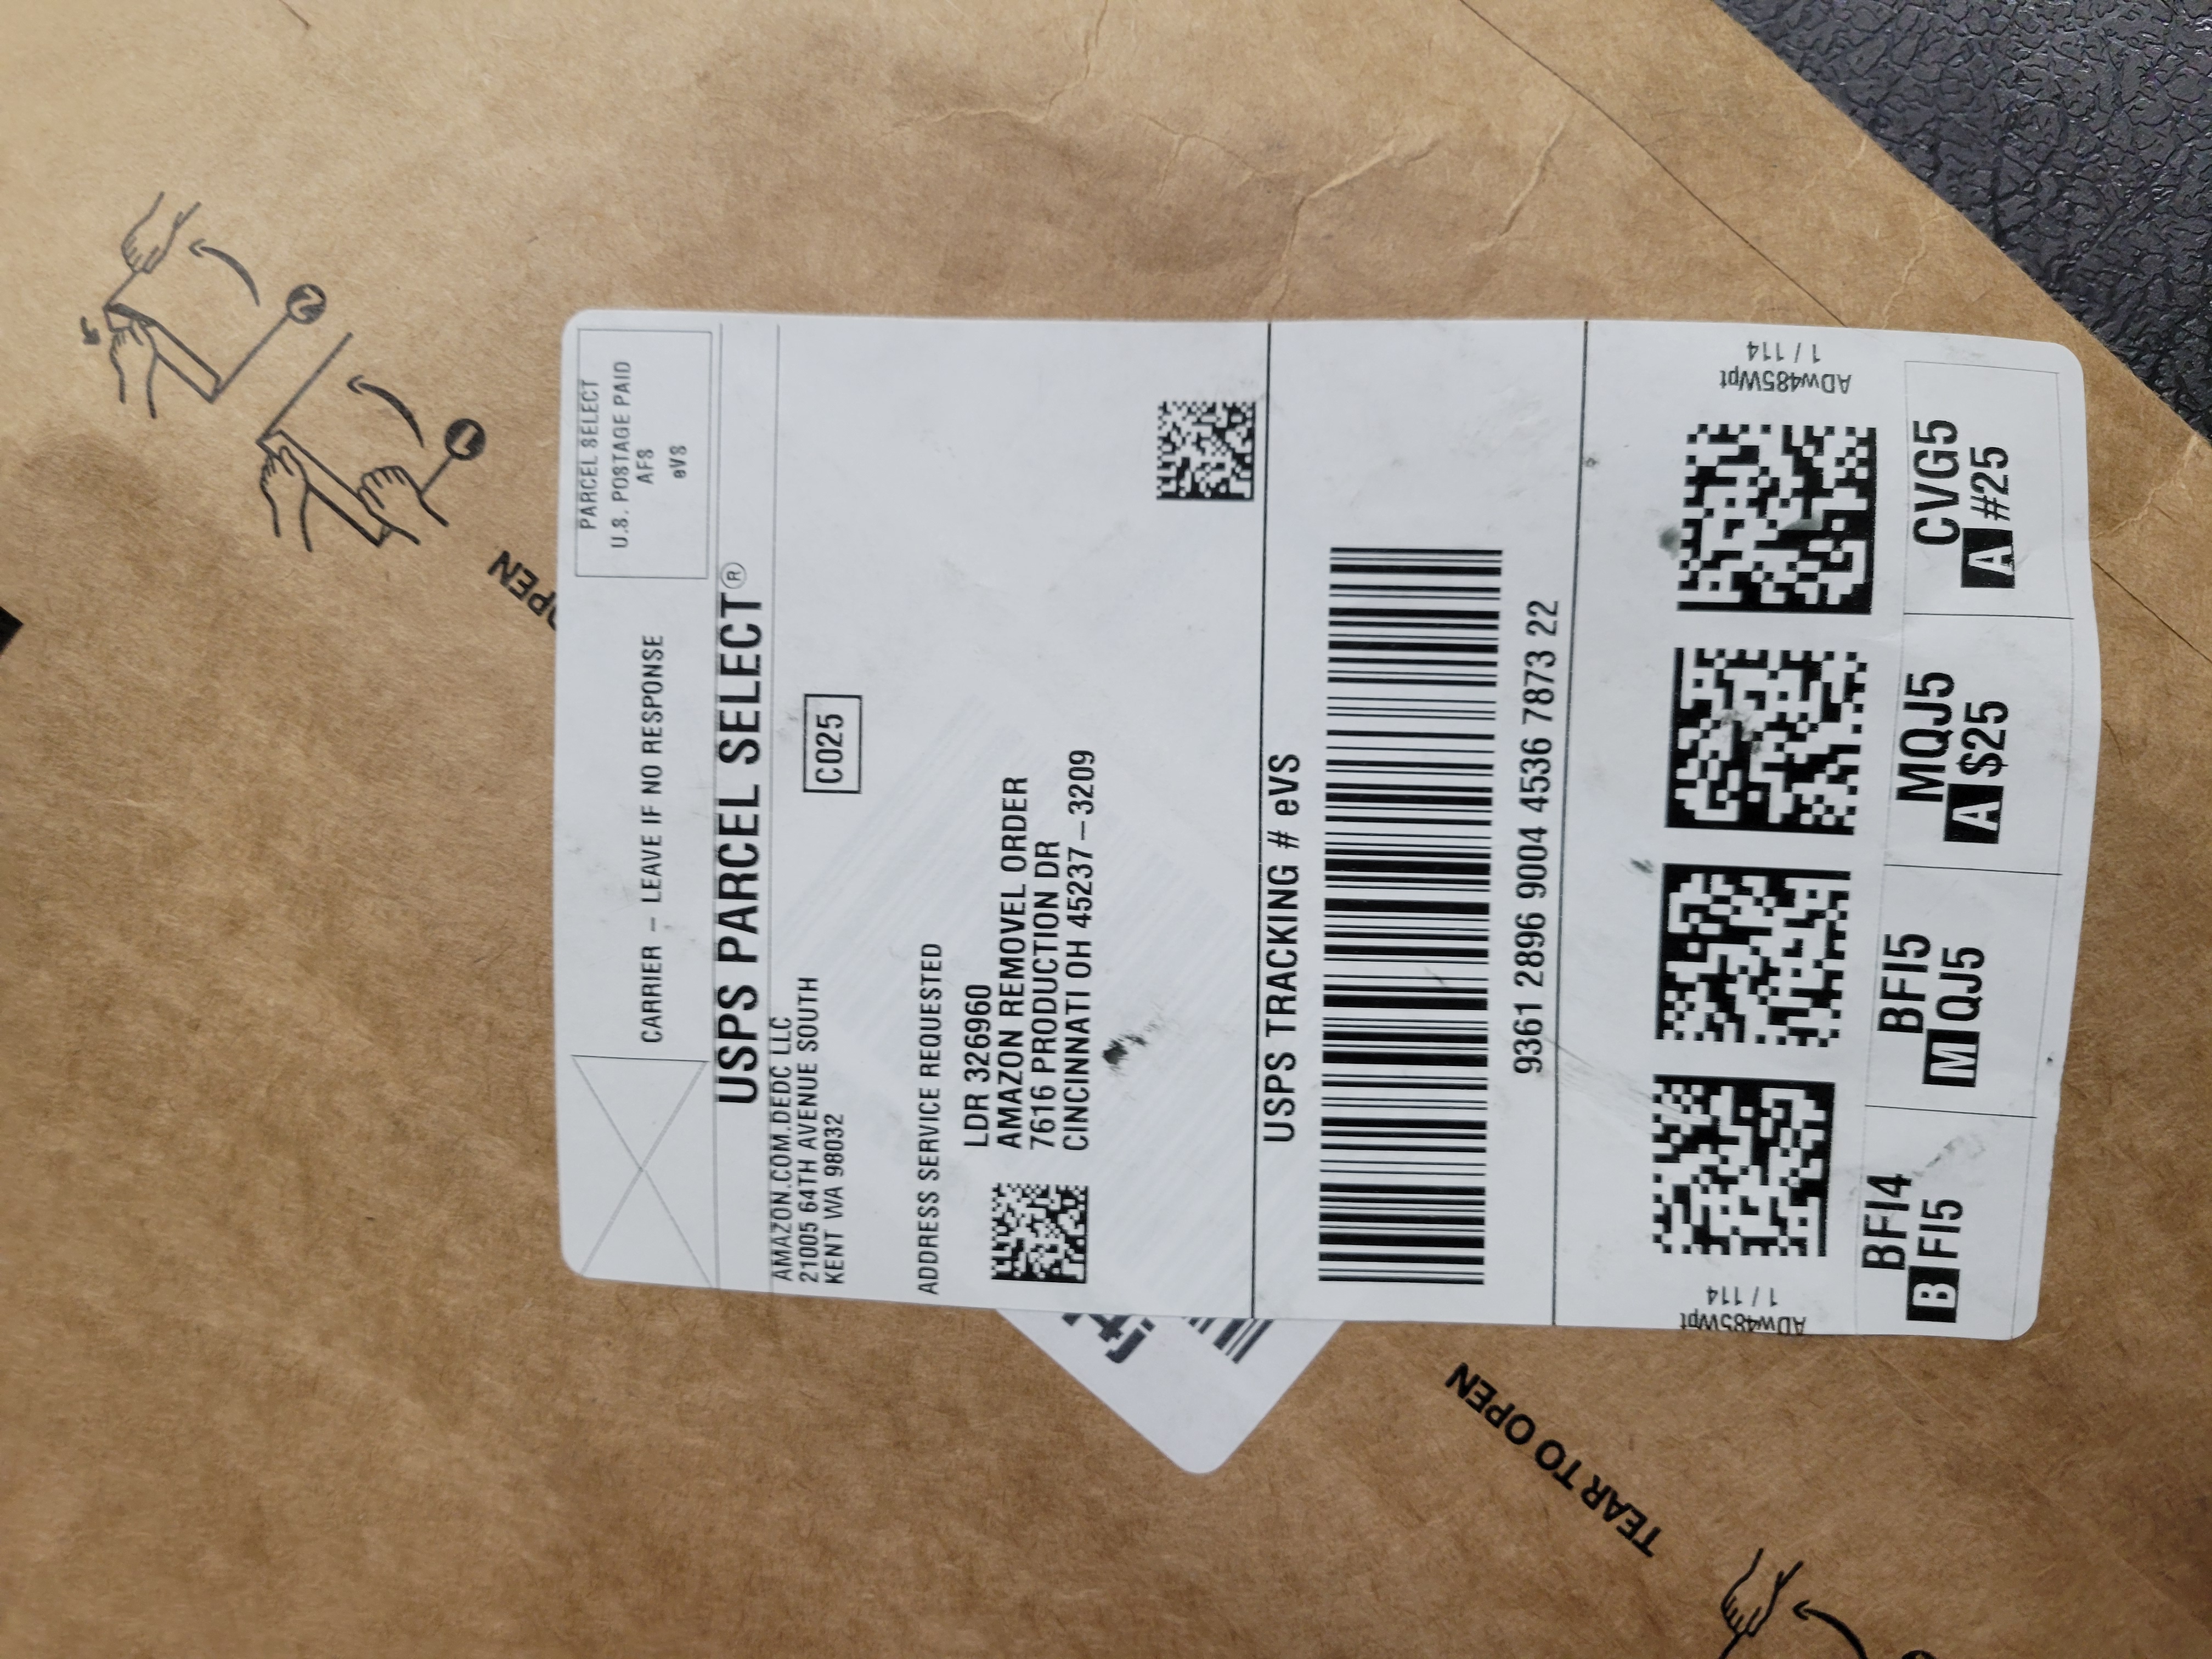 PARCEL SELECT
U.S. POSTAGE PAID
AFS
eVS
CARRIER – LEAVE IF NO RESPONSE
USPS PARCEL SELECT®
AMAZON.COM.DEDC LLC
21005 64TH AVENUE SOUTH
KENT WA 98032
C025
ADDRESS SERVICE REQUESTED
LDR 326960
AMAZON REMOVEL ORDER
7616 PRODUCTION DR
CINCINNATI OH 45237–3209
USPS TRACKING # eVS
9361 2896 9004 4536 7873 22
ADw485Wpt
1 / 114
ADw485Wpt
1 / 114
BFI4
B FI5
BFI5
M QJ5
MQJ5
A $25
CVG5
A #25
OPEN
2
1
TEAR TO OPEN